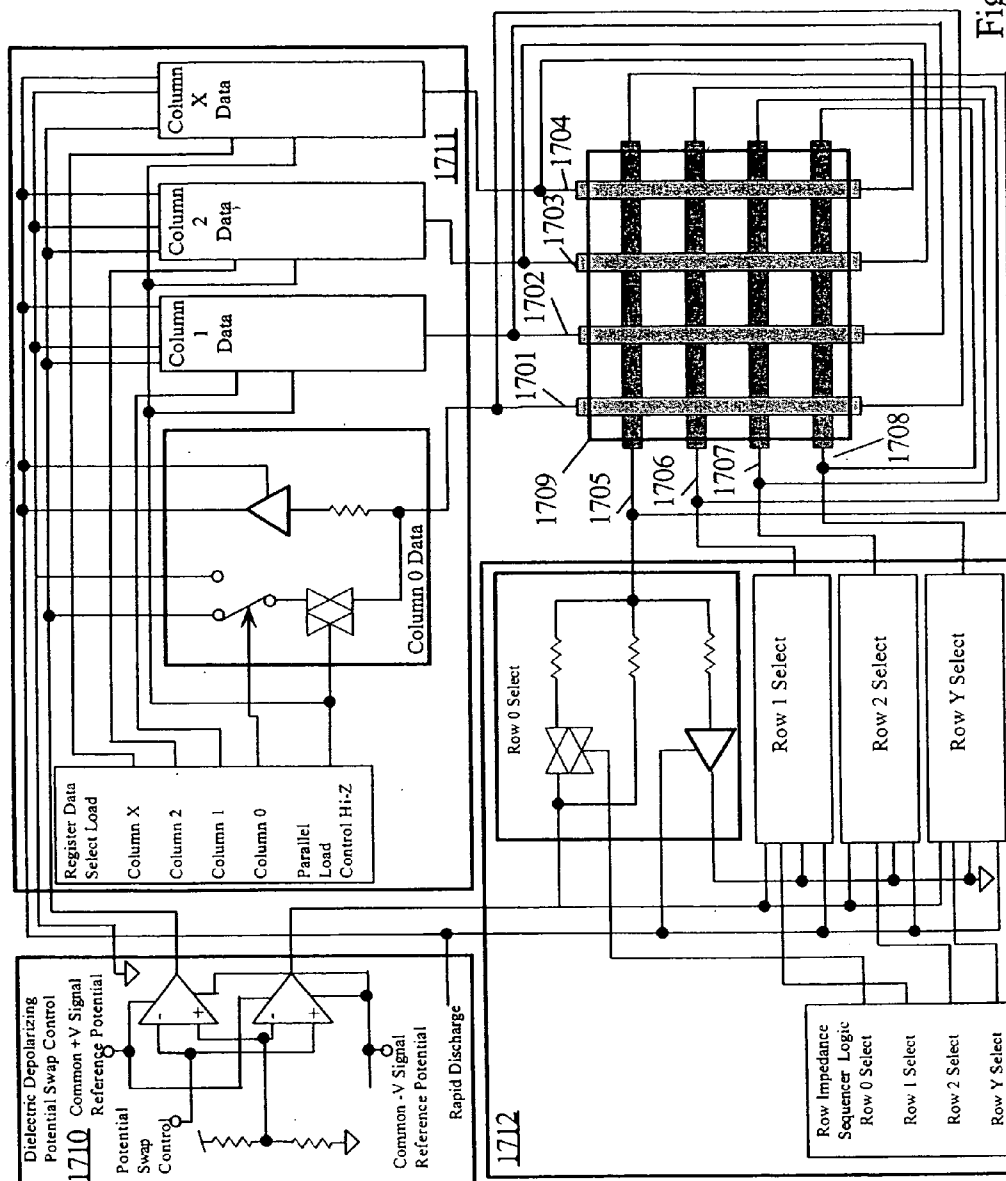 Dielectric Depolarizing
Potential Swap Control
1710
Common +V Signal
Reference Potential
Potential
Swap
Control
Common -V Signal
Reference Potential
Rapid Discharge
-
+
-
+
Register Data
Select Load
Column X
Column 2
Column 1
Column 0
Parallel
Load
Control Hi-Z
Column 0 Data
Column
1
Data
Column
2
Data
Column
X
Data
1711
1712
Row Impedance
Sequencer Logic
Row 0 Select
Row 1 Select
Row 2 Select
Row Y Select
Row 0 Select
Row 1 Select
Row 2 Select
Row Y Select
1701
1702
1703
1704
1705
1706
1707
1708
1709
Fig